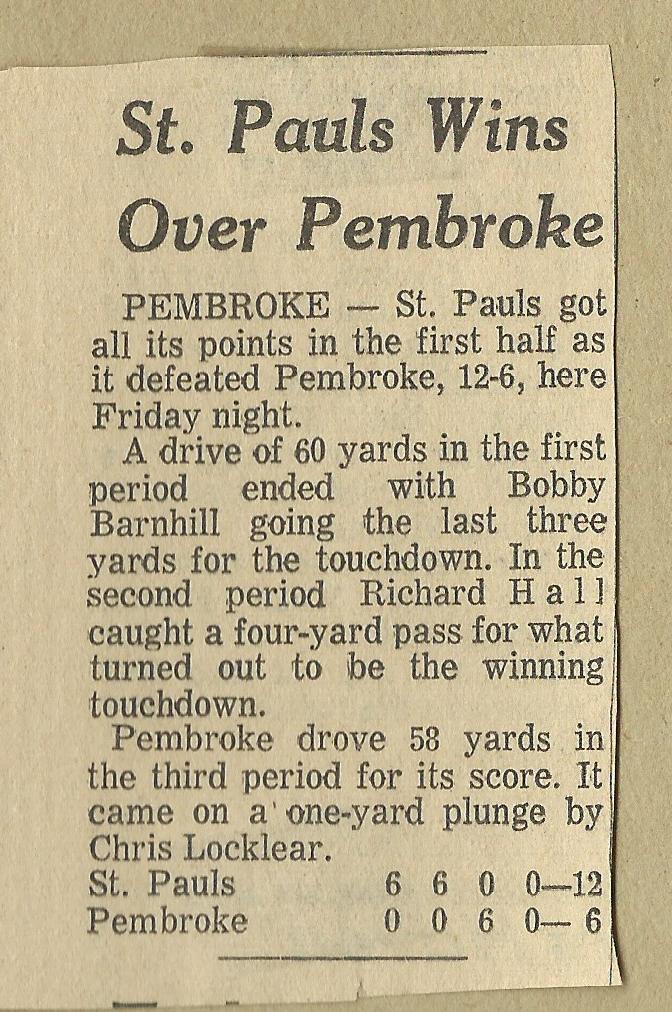 St. Pauls Wins
Over Pembroke
PEMBROKE — St. Pauls got
all its points in the first half as
it defeated Pembroke, 12-6, here
Friday night.
A drive of 60 yards in the first
period ended with Bobby
Barnhill going the last three
yards for the touchdown. In the
second period Richard Hall
caught a four-yard pass for what
turned out to be the winning
touchdown.
Pembroke drove 58 yards in
the third period for its score. It
came on a one-yard plunge by
Chris Locklear.
St. Pauls 6 6 0 0—12
Pembroke 0 0 6 0— 6